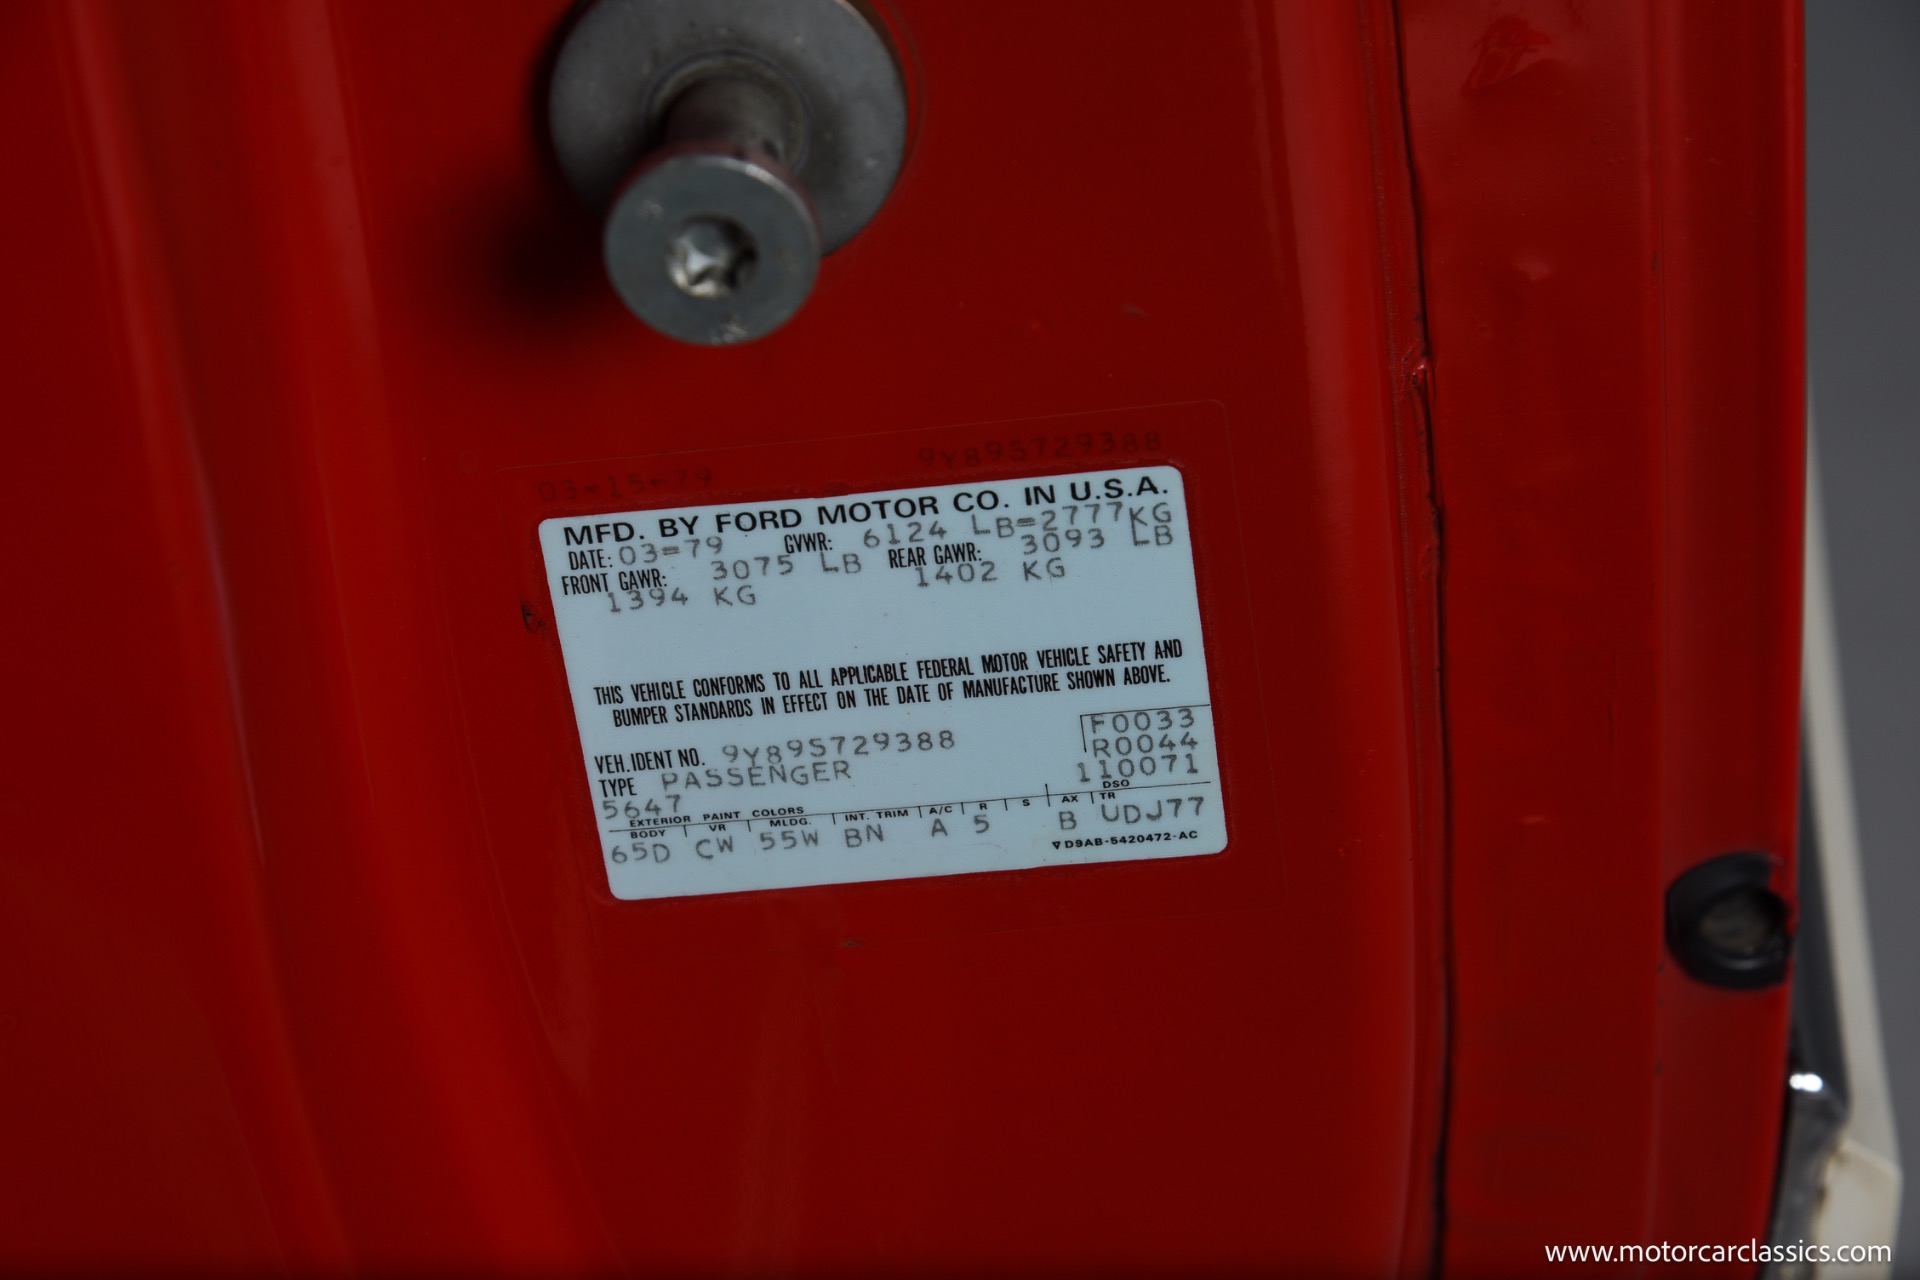 03-15-79 9Y89S729388
MFD. BY FORD MOTOR CO. IN U.S.A.
DATE: 03=79 GVWR: 6124 LB=2777KG
FRONT GAWR: 3075 LB REAR GAWR: 3093 LB
1394 KG 1402 KG
THIS VEHICLE CONFORMS TO ALL APPLICABLE FEDERAL MOTOR VEHICLE SAFETY AND
BUMPER STANDARDS IN EFFECT ON THE DATE OF MANUFACTURE SHOWN ABOVE.
F0033
VEH. IDENT NO. 9Y89S729388 R0044
TYPE PASSENGER 110071
5647 DSO
EXTERIOR PAINT COLORS
BODY VR MLDG. INT. TRIM A/C R S AX TR
65D CW 55W BN A 5 B UDJ77
▽D9AB-5420472-AC
www.motorcarclassics.com